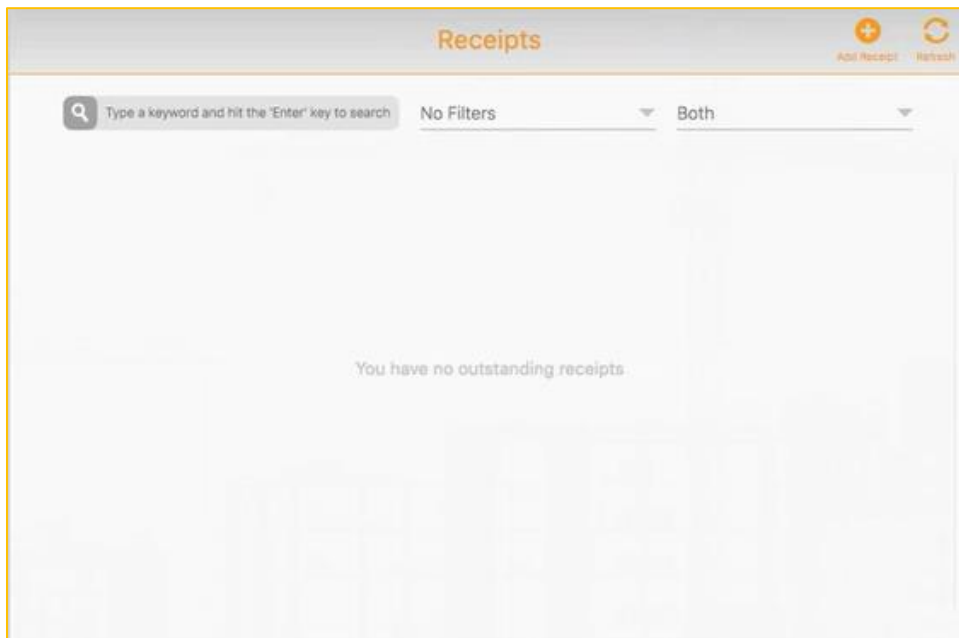 Receipts
Add Receipt
Refresh
Type a keyword and hit the 'Enter' key to search
No Filters
Both
You have no outstanding receipts